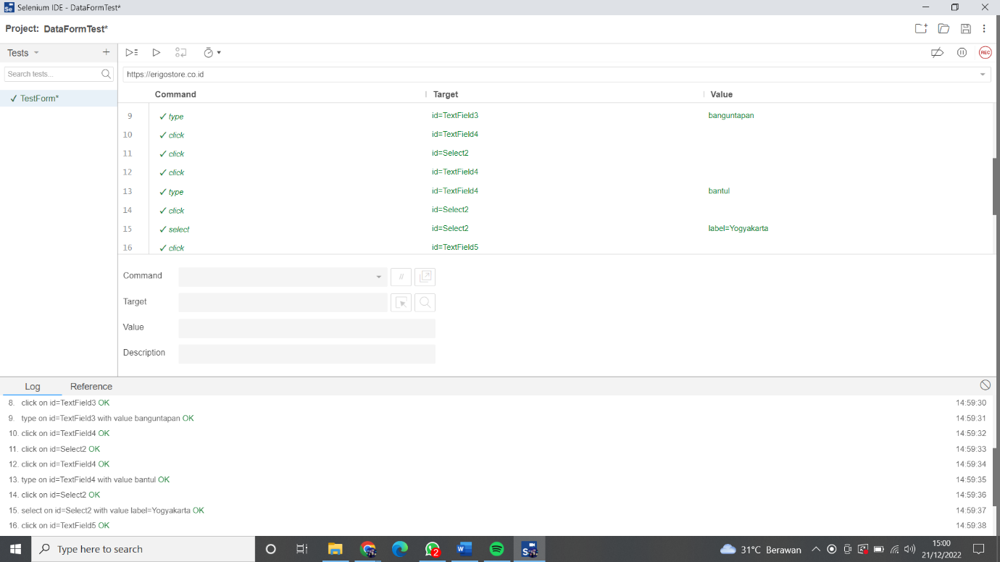 Selenium IDE - DataFormTest*
Project: DataFormTest*
Tests
Search tests...
✓ TestForm*
https://erigostore.co.id
Command Target Value
9 ✓ type id=TextField3 banguntapan
10 ✓ click id=TextField4
11 ✓ click id=Select2
12 ✓ click id=TextField4
13 ✓ type id=TextField4 bantul
14 ✓ click id=Select2
15 ✓ select id=Select2 label=Yogyakarta
16 ✓ click id=TextField5
REC
Command //
Target
Value
Description
Log Reference
8. click on id=TextField3 OK 14:59:30
9. type on id=TextField3 with value banguntapan OK 14:59:31
10. click on id=TextField4 OK 14:59:32
11. click on id=Select2 OK 14:59:33
12. click on id=TextField4 OK 14:59:34
13. type on id=TextField4 with value bantul OK 14:59:35
14. click on id=Select2 OK 14:59:36
15. select on id=Select2 with value label=Yogyakarta OK 14:59:37
16. click on id=TextField5 OK 14:59:38
Type here to search
2
31°C Berawan
15:00
21/12/2022